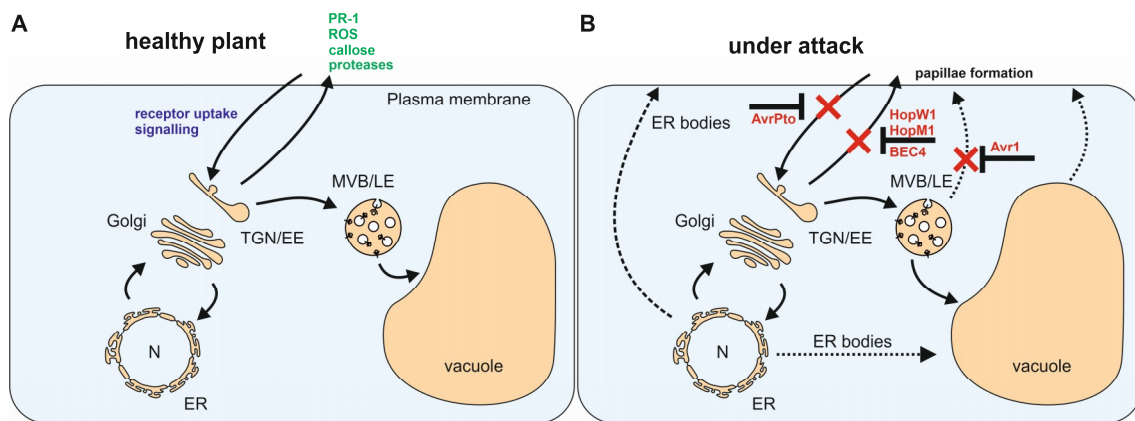 A
healthy plant
PR-1
ROS
callose
proteases
receptor uptake
signalling
Plasma membrane
MVB/LE
Golgi
TGN/EE
N
ER
vacuole
B
under attack
papillae formation
ER bodies
AvrPto
HopW1
HopM1
BEC4
Avr1
MVB/LE
Golgi
TGN/EE
N
ER bodies
ER
vacuole